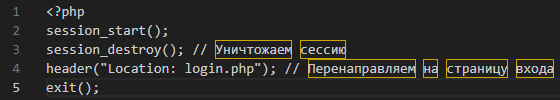 1 <?php
2 session_start();
3 session_destroy(); // Уничтожаем сессию
4 header("Location: login.php"); // Перенаправляем на страницу входа
5 exit();